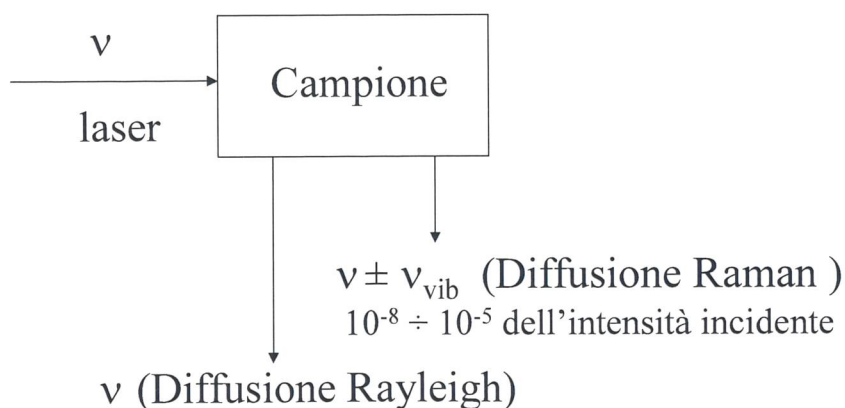 ν
Campione
laser
ν ± ν_vib (Diffusione Raman )
10⁻⁸ ÷ 10⁻⁵ dell'intensità incidente
ν (Diffusione Rayleigh)